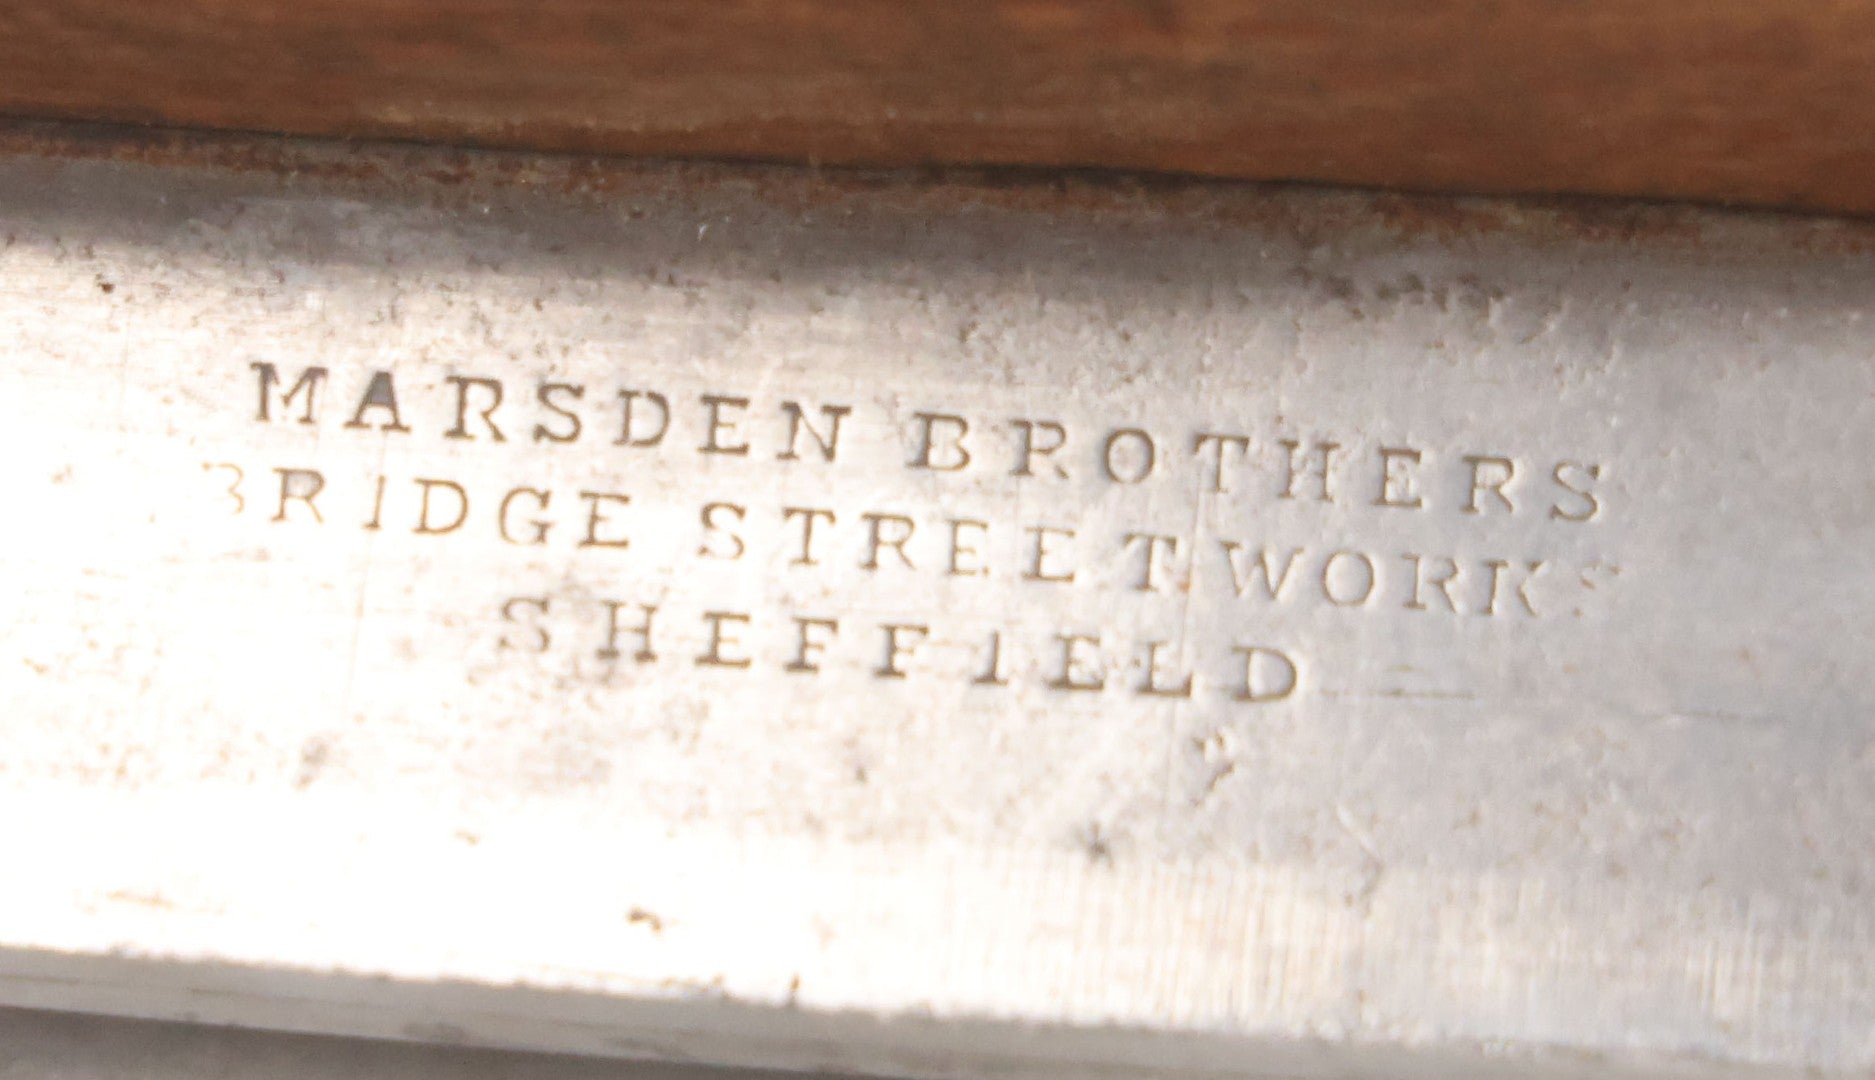 MARSDEN BROTHERS
BRIDGE STREET WORKS
SHEFFIELD